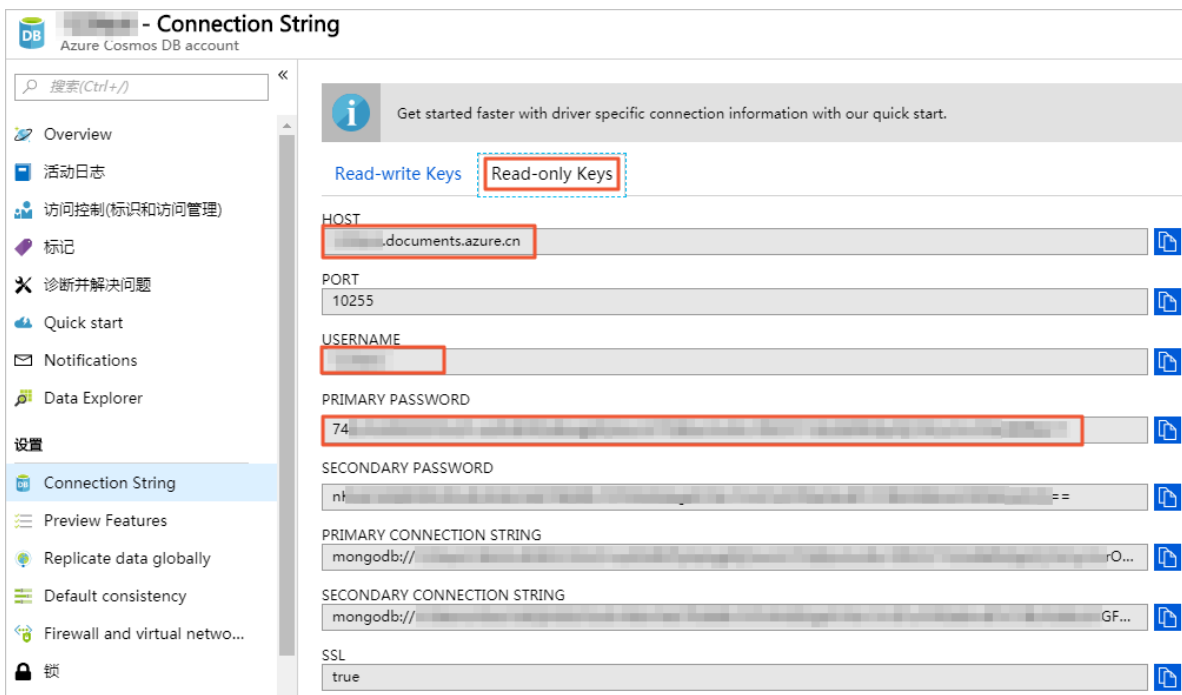 - Connection String
Azure Cosmos DB account
搜索(Ctrl+/)
«
Overview
活动日志
访问控制(标识和访问管理)
标记
诊断并解决问题
Quick start
Notifications
Data Explorer
设置
Connection String
Preview Features
Replicate data globally
Default consistency
Firewall and virtual netwo...
锁
Get started faster with driver specific connection information with our quick start.
Read-write Keys
Read-only Keys
HOST
.documents.azure.cn
PORT
10255
USERNAME
PRIMARY PASSWORD
74
SECONDARY PASSWORD
==
PRIMARY CONNECTION STRING
mongodb:// rO...
SECONDARY CONNECTION STRING
mongodb:// GF...
SSL
true